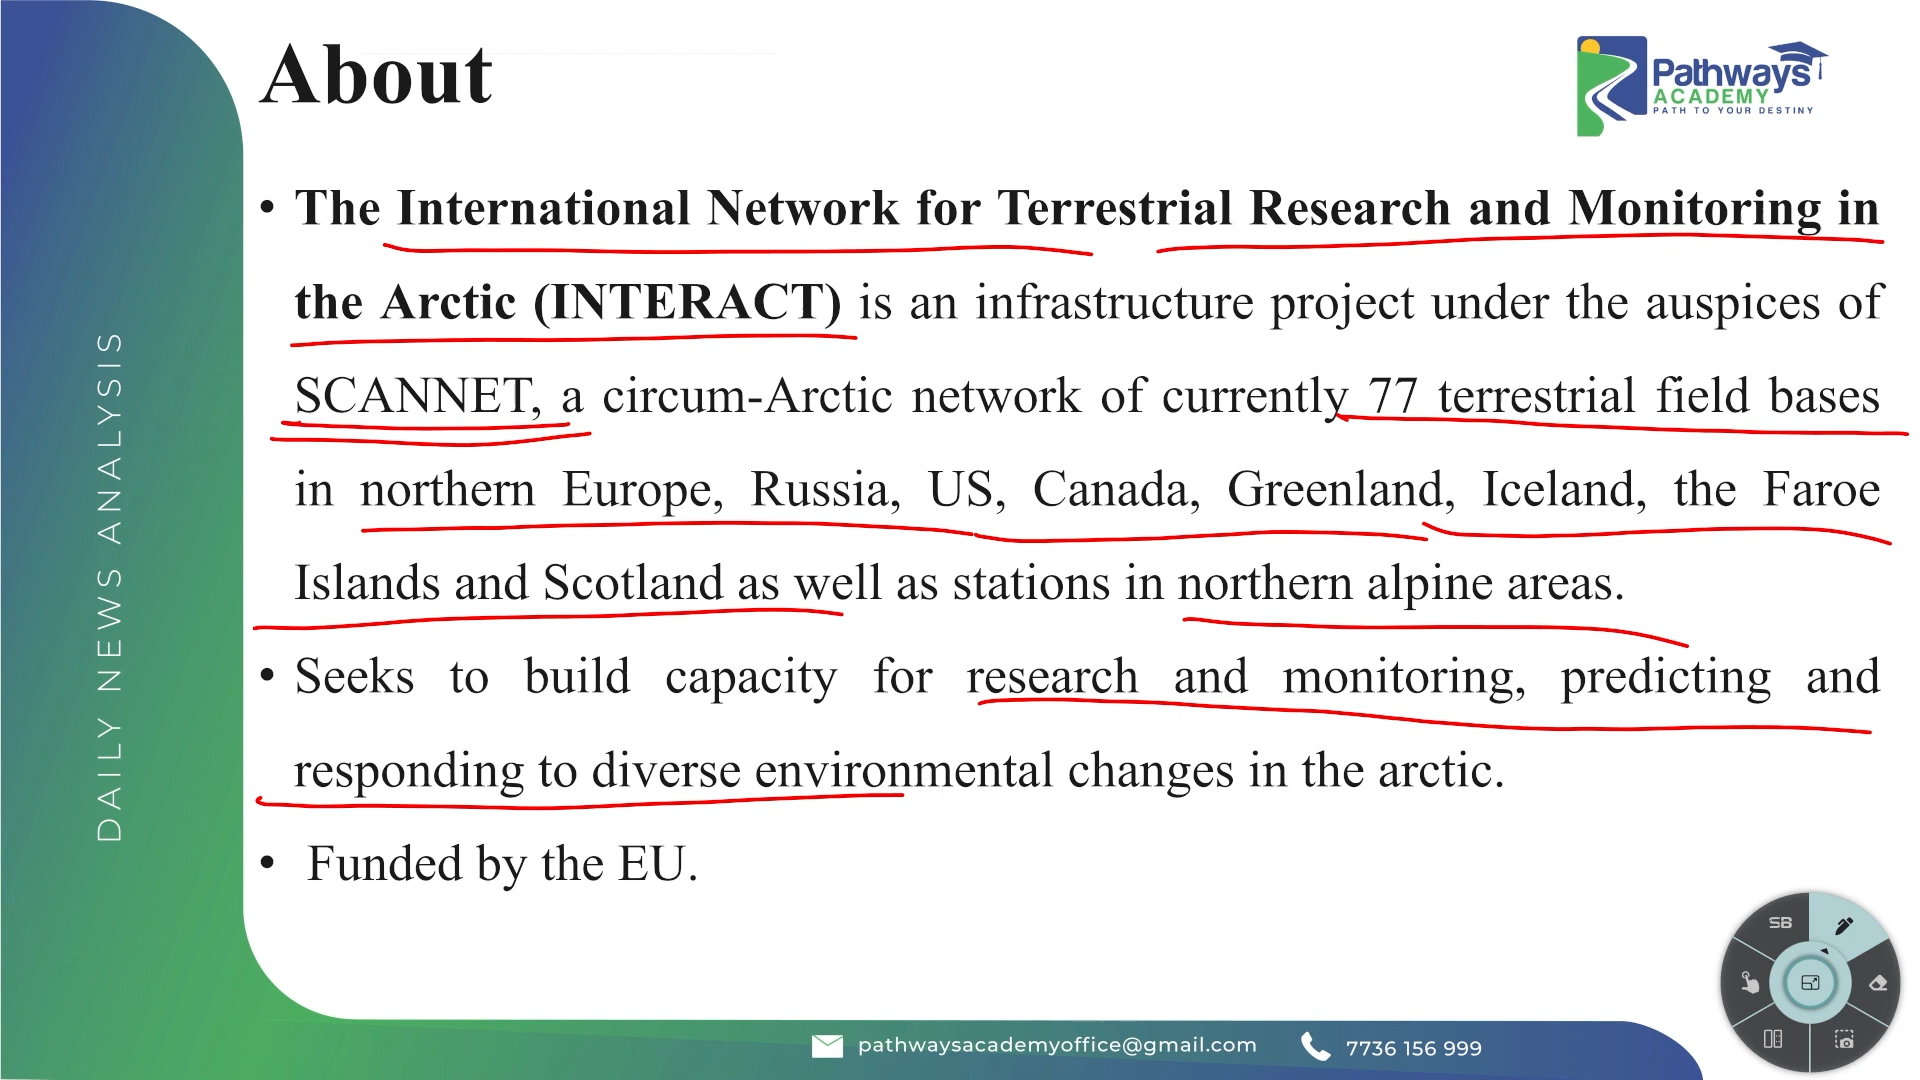 About
Pathways
ACADEMY
PATH TO YOUR DESTINY
• The International Network for Terrestrial Research and Monitoring in
the Arctic (INTERACT) is an infrastructure project under the auspices of
SCANNET, a circum-Arctic network of currently 77 terrestrial field bases
in northern Europe, Russia, US, Canada, Greenland, Iceland, the Faroe
Islands and Scotland as well as stations in northern alpine areas.
• Seeks to build capacity for research and monitoring, predicting and
responding to diverse environmental changes in the arctic.
• Funded by the EU.
DAILY NEWS ANALYSIS
SB
pathwaysacademyoffice@gmail.com
7736 156 999